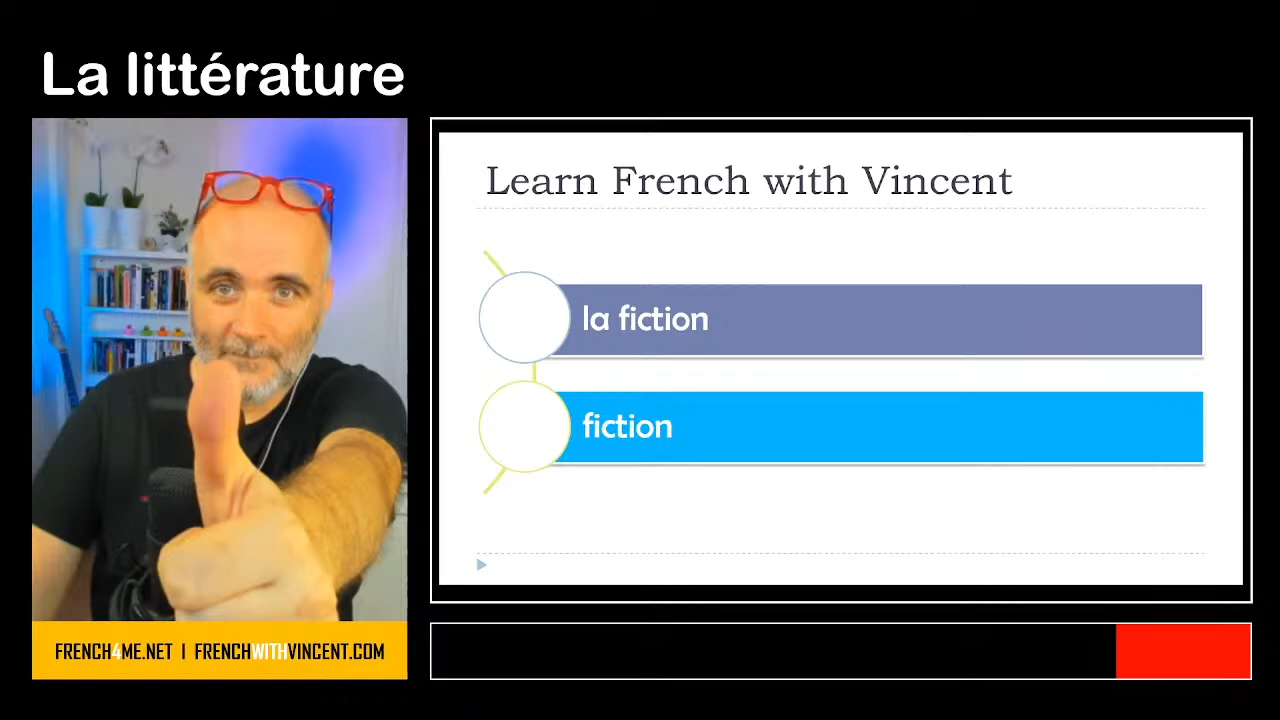 La littérature
Learn French with Vincent
la fiction
fiction
FRENCH4ME.NET I FRENCHWITHVINCENT.COM